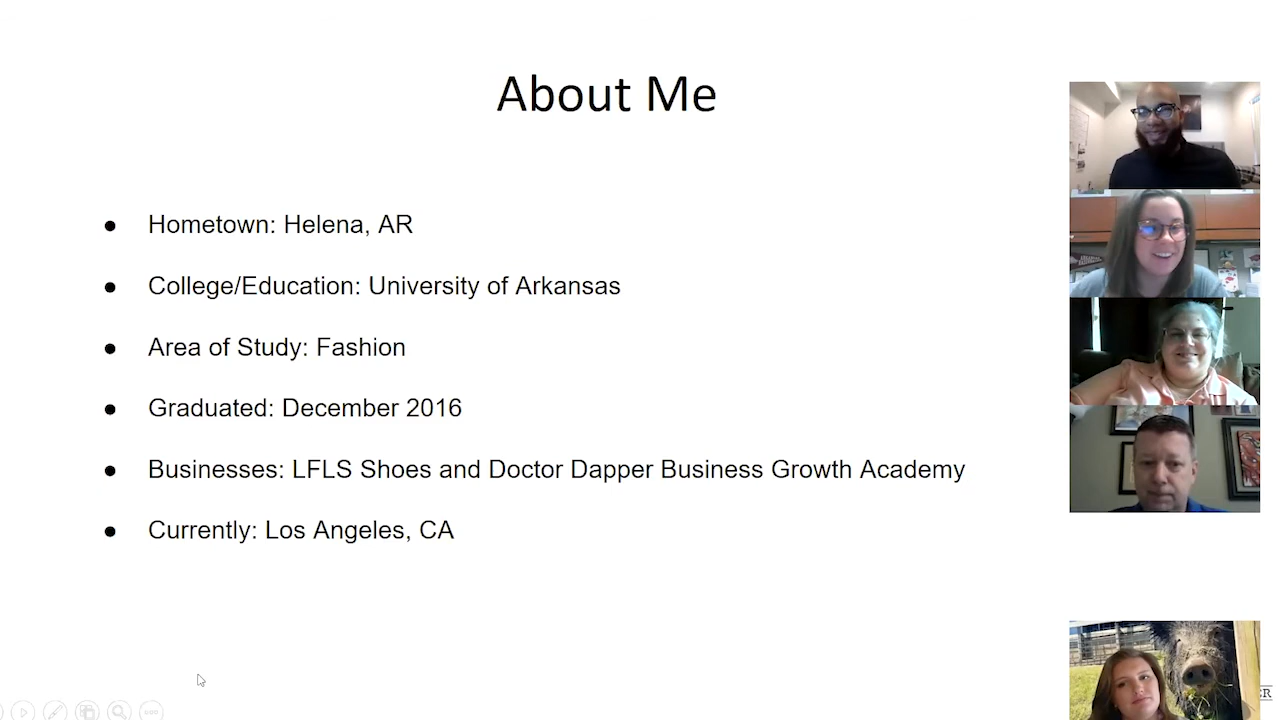 About Me
Hometown: Helena, AR
College/Education: University of Arkansas
Area of Study: Fashion
Graduated: December 2016
Businesses: LFLS Shoes and Doctor Dapper Business Growth Academy
Currently: Los Angeles, CA